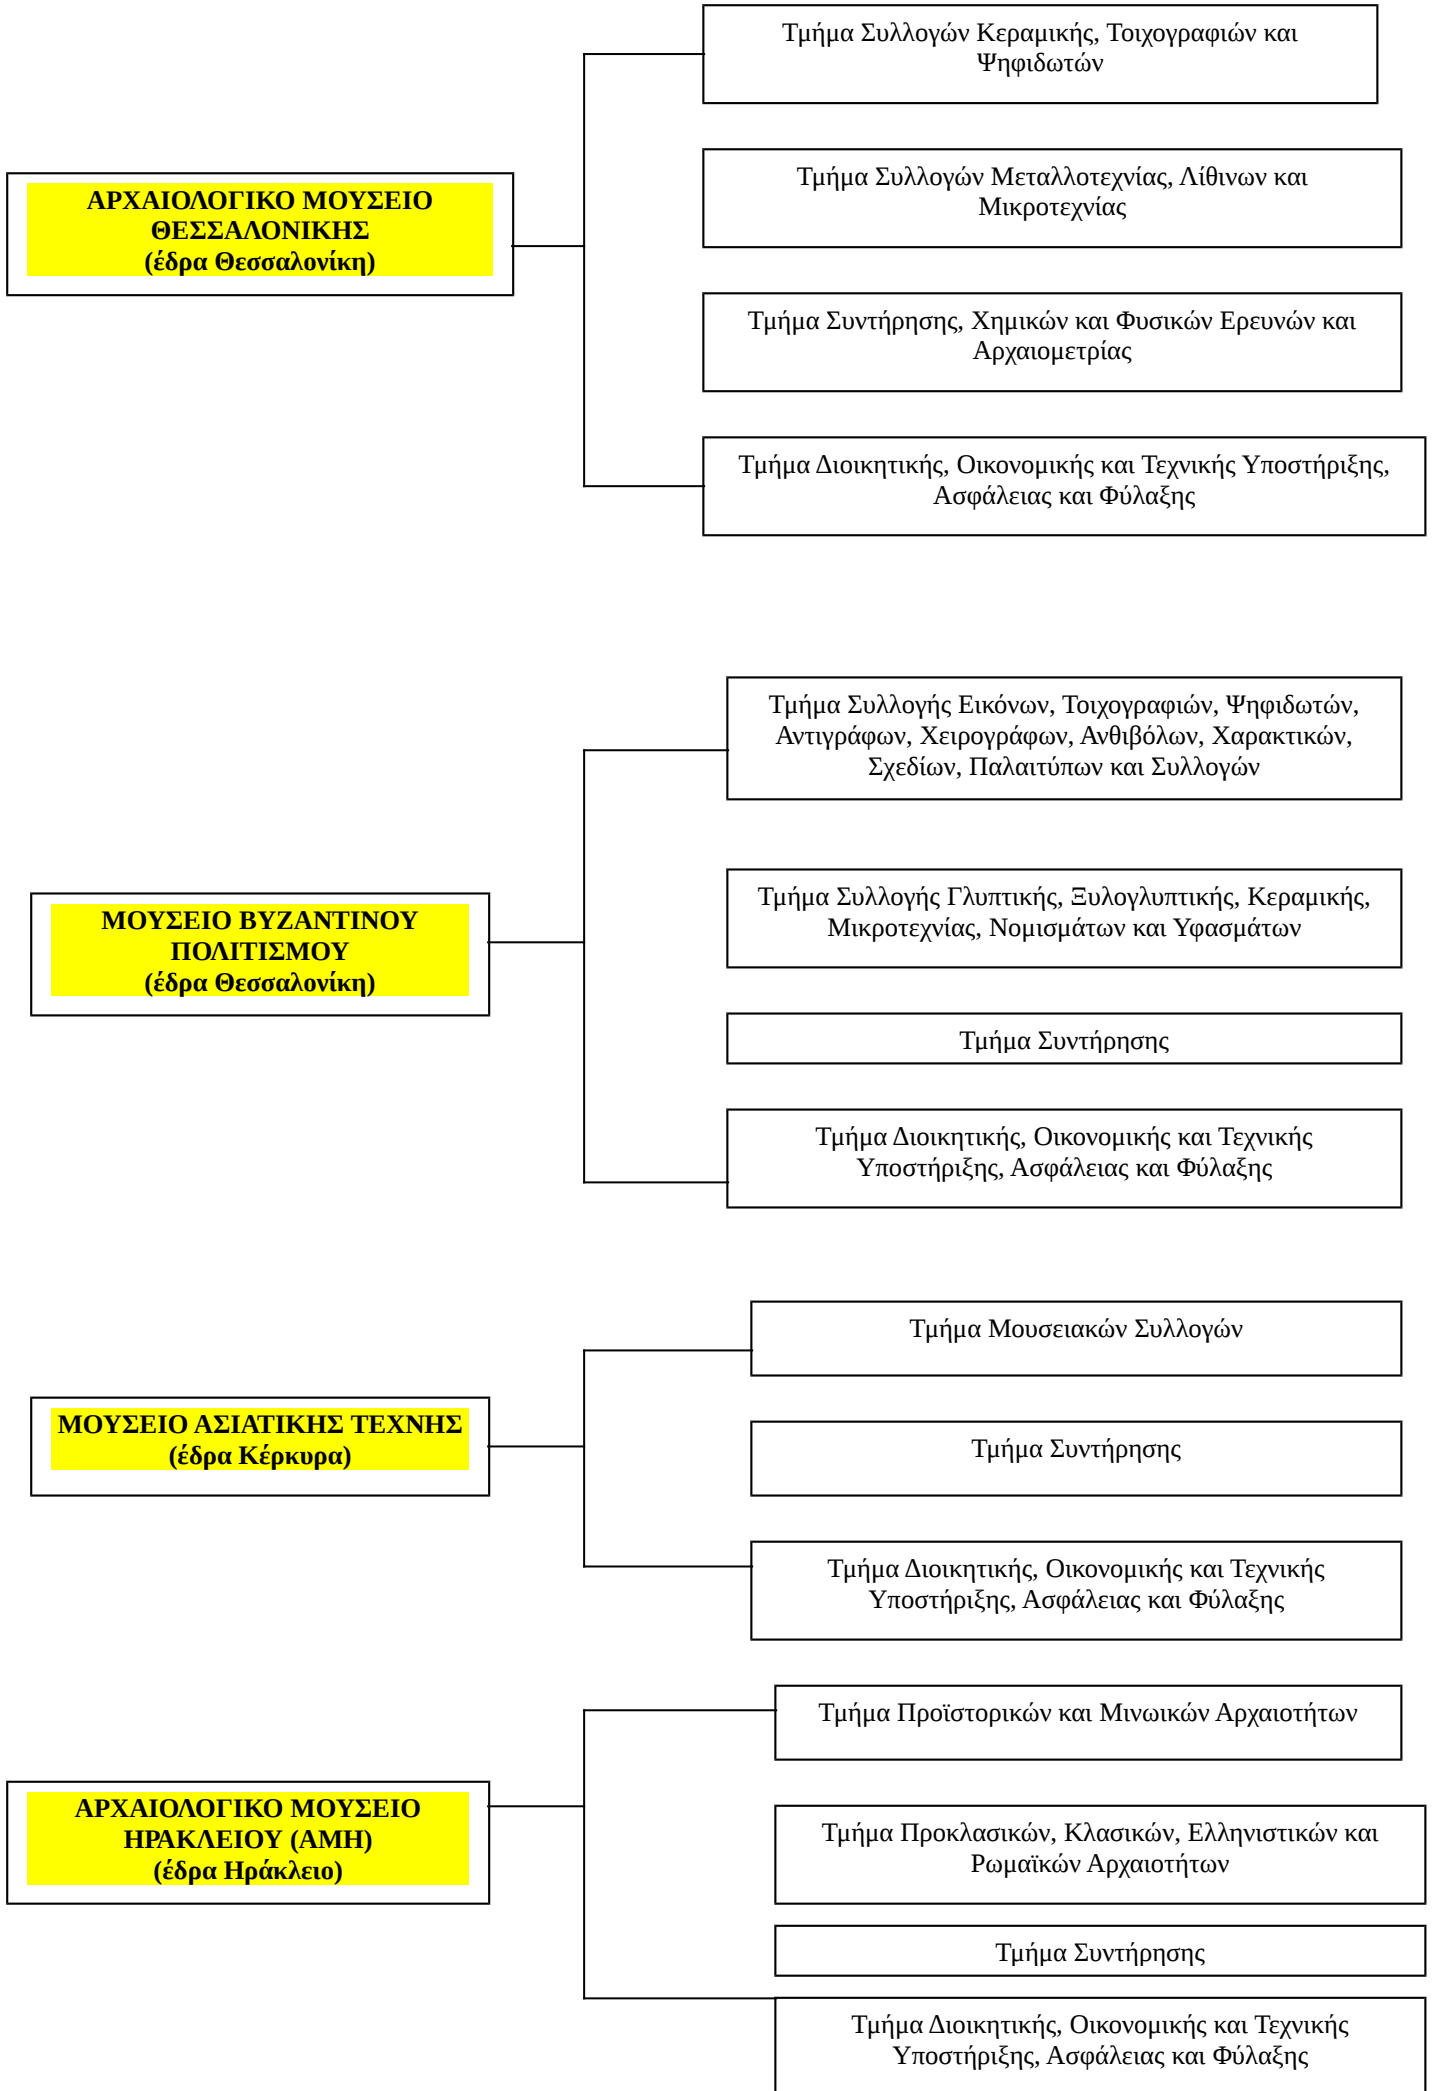 Τμήμα Συλλογών Κεραμικής, Τοιχογραφιών και
Ψηφιδωτών
Τμήμα Συλλογών Μεταλλοτεχνίας, Λίθινων και
Μικροτεχνίας
ΑΡΧΑΙΟΛΟΓΙΚΟ ΜΟΥΣΕΙΟ
ΘΕΣΣΑΛΟΝΙΚΗΣ
(έδρα Θεσσαλονίκη)
Τμήμα Συντήρησης, Χημικών και Φυσικών Ερευνών και
Αρχαιομετρίας
Τμήμα Διοικητικής, Οικονομικής και Τεχνικής Υποστήριξης,
Ασφάλειας και Φύλαξης
Τμήμα Συλλογής Εικόνων, Τοιχογραφιών, Ψηφιδωτών,
Αντιγράφων, Χειρογράφων, Ανθιβόλων, Χαρακτικών,
Σχεδίων, Παλαιτύπων και Συλλογών
Τμήμα Συλλογής Γλυπτικής, Ξυλογλυπτικής, Κεραμικής,
Μικροτεχνίας, Νομισμάτων και Υφασμάτων
ΜΟΥΣΕΙΟ ΒΥΖΑΝΤΙΝΟΥ
ΠΟΛΙΤΙΣΜΟΥ
(έδρα Θεσσαλονίκη)
Τμήμα Συντήρησης
Τμήμα Διοικητικής, Οικονομικής και Τεχνικής
Υποστήριξης, Ασφάλειας και Φύλαξης
Τμήμα Μουσειακών Συλλογών
ΜΟΥΣΕΙΟ ΑΣΙΑΤΙΚΗΣ ΤΕΧΝΗΣ
(έδρα Κέρκυρα)
Τμήμα Συντήρησης
Τμήμα Διοικητικής, Οικονομικής και Τεχνικής
Υποστήριξης, Ασφάλειας και Φύλαξης
Τμήμα Προϊστορικών και Μινωικών Αρχαιοτήτων
ΑΡΧΑΙΟΛΟΓΙΚΟ ΜΟΥΣΕΙΟ
ΗΡΑΚΛΕΙΟΥ (ΑΜΗ)
(έδρα Ηράκλειο)
Τμήμα Προκλασικών, Κλασικών, Ελληνιστικών και
Ρωμαϊκών Αρχαιοτήτων
Τμήμα Συντήρησης
Τμήμα Διοικητικής, Οικονομικής και Τεχνικής
Υποστήριξης, Ασφάλειας και Φύλαξης